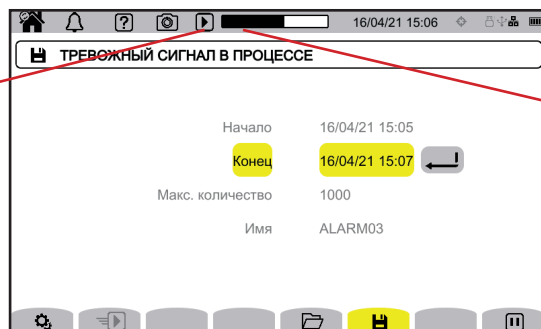 16/04/21 15:06
ТРЕВОЖНЫЙ СИГНАЛ В ПРОЦЕССЕ
Начало 16/04/21 15:05
Конец 16/04/21 15:07
Макс. количество 1000
Имя ALARM03